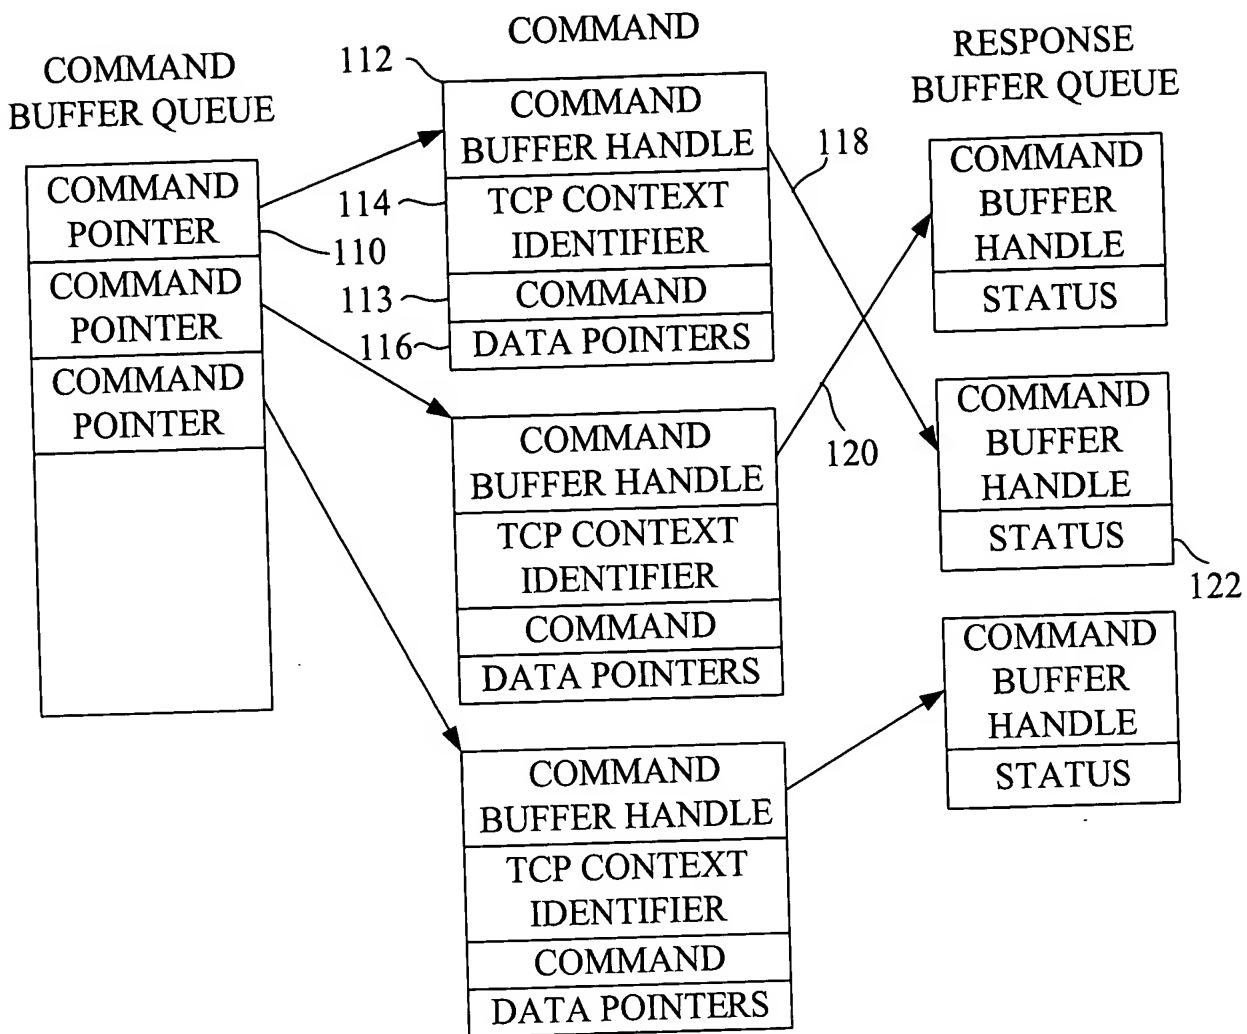 COMMAND
BUFFER QUEUE
COMMAND
POINTER
110
COMMAND
POINTER
COMMAND
POINTER
COMMAND
112
COMMAND
BUFFER HANDLE
114
TCP CONTEXT
IDENTIFIER
113
COMMAND
116
DATA POINTERS
COMMAND
BUFFER HANDLE
TCP CONTEXT
IDENTIFIER
COMMAND
DATA POINTERS
COMMAND
BUFFER HANDLE
TCP CONTEXT
IDENTIFIER
COMMAND
DATA POINTERS
118
120
RESPONSE
BUFFER QUEUE
COMMAND
BUFFER
HANDLE
STATUS
COMMAND
BUFFER
HANDLE
STATUS
122
COMMAND
BUFFER
HANDLE
STATUS